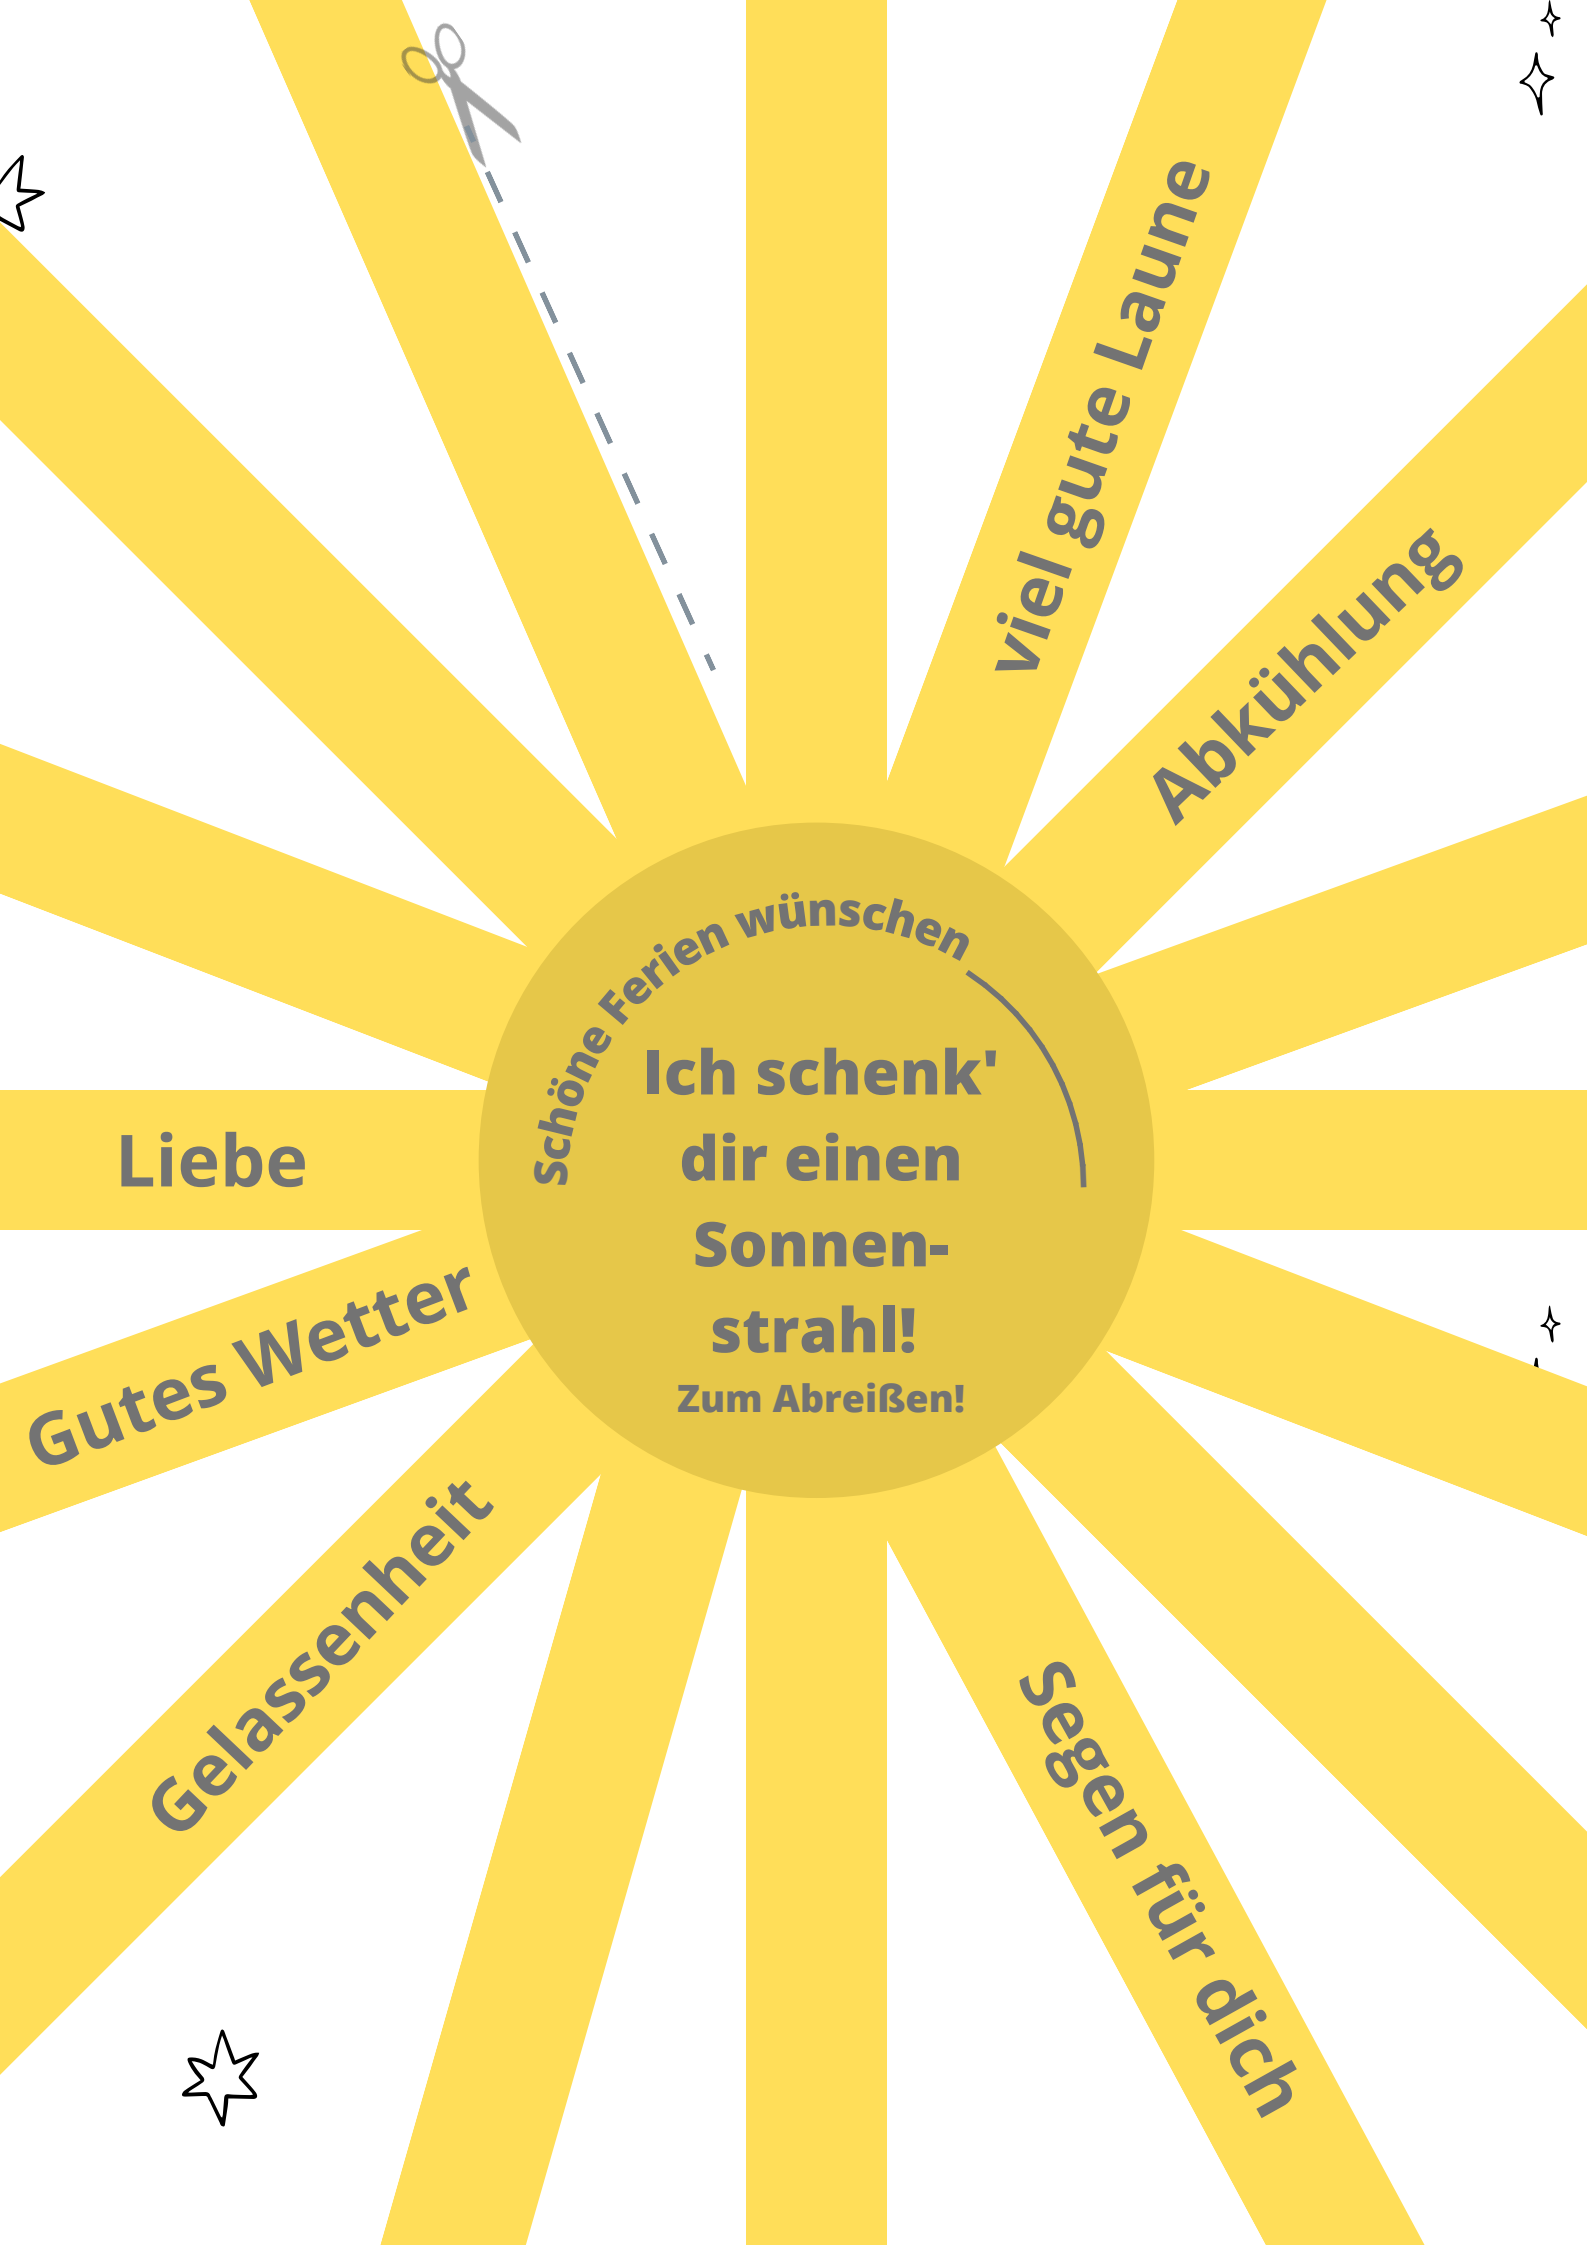 viel gute Laune
Abkühlung
Schöne Ferien wünschen
Ich schenk'
dir einen
Sonnen-
strahl!
Zum Abreißen!
Liebe
Gutes Wetter
Gelassenheit
Segen für dich